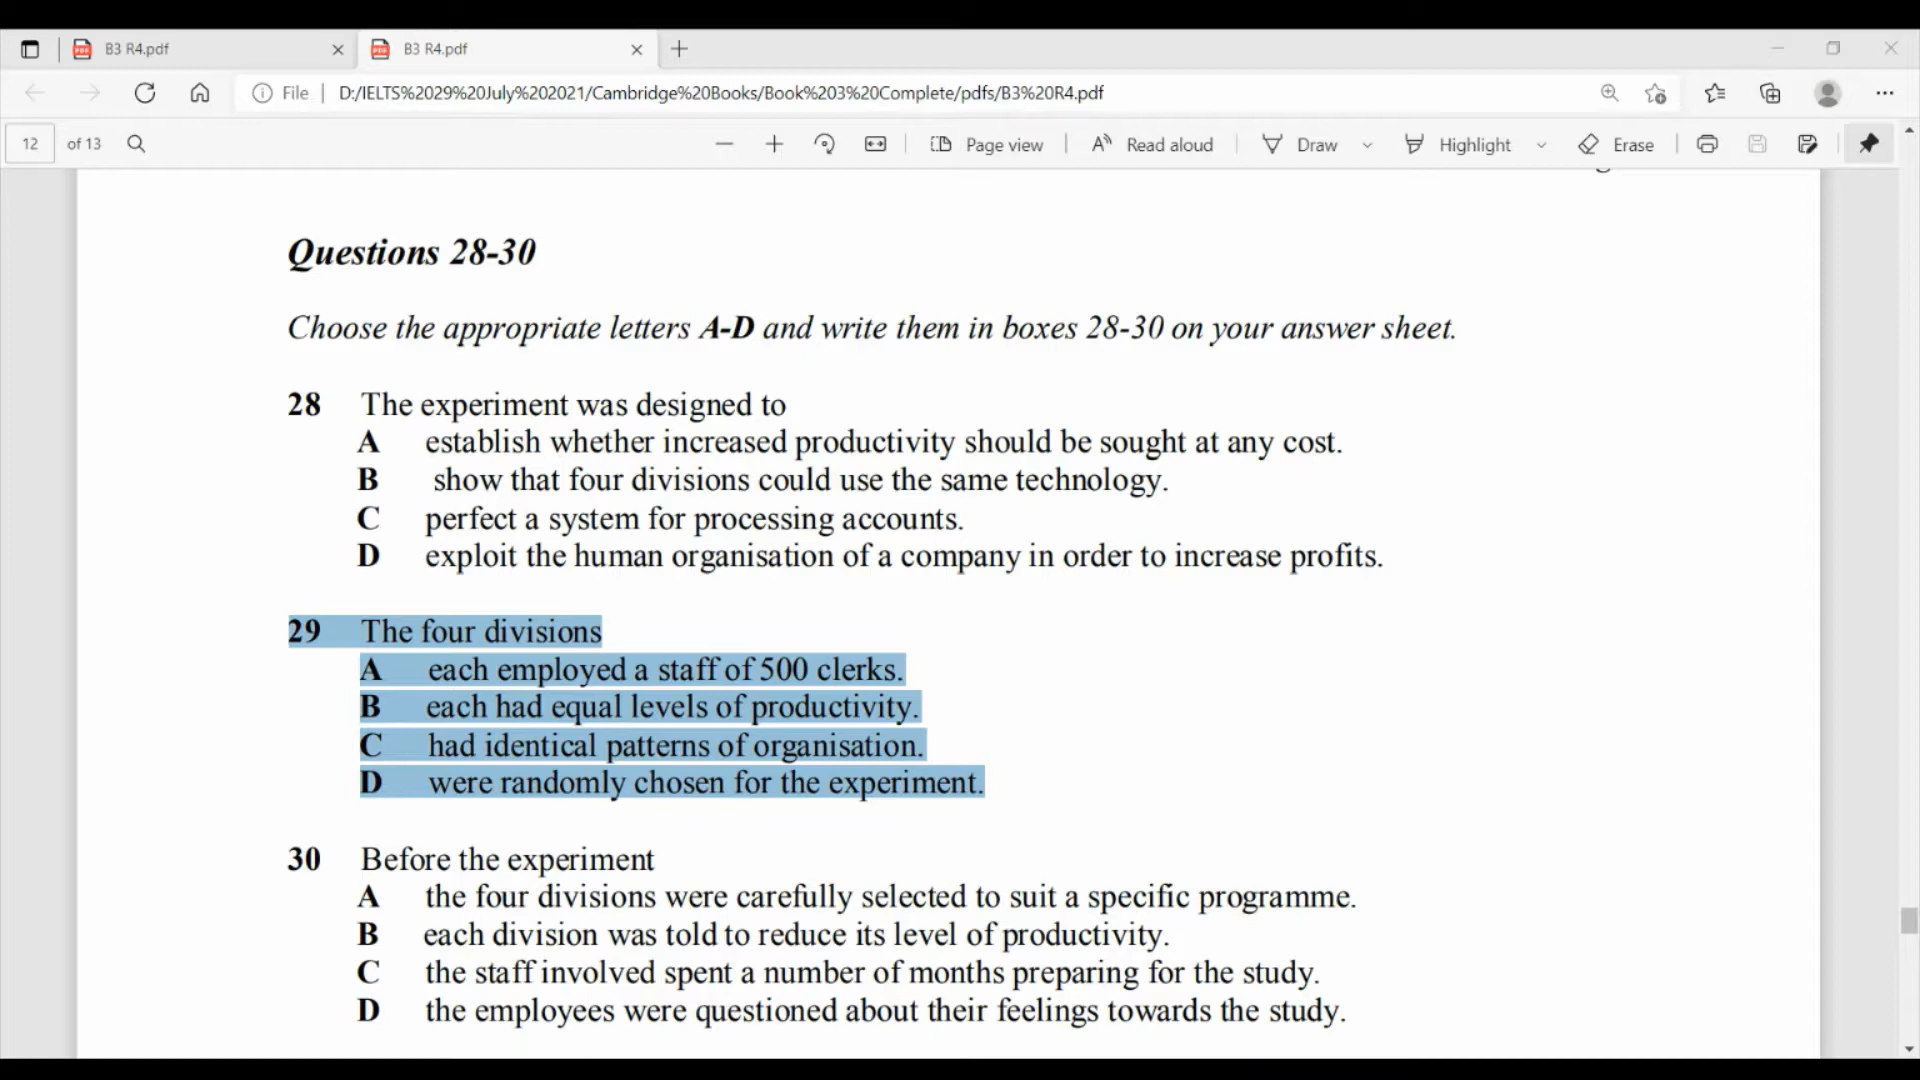 B3 R4.pdf
B3 R4.pdf
File
D:/IELTS%2029%20July%202021/Cambridge%20Books/Book%203%20Complete/pdfs/B3%20R4.pdf
12 of 13
Page view
Read aloud
Draw
Highlight
Erase
Questions 28-30
Choose the appropriate letters A-D and write them in boxes 28-30 on your answer sheet.
28 The experiment was designed to
A establish whether increased productivity should be sought at any cost.
B show that four divisions could use the same technology.
C perfect a system for processing accounts.
D exploit the human organisation of a company in order to increase profits.
29 The four divisions
A each employed a staff of 500 clerks.
B each had equal levels of productivity.
C had identical patterns of organisation.
D were randomly chosen for the experiment.
30 Before the experiment
A the four divisions were carefully selected to suit a specific programme.
B each division was told to reduce its level of productivity.
C the staff involved spent a number of months preparing for the study.
D the employees were questioned about their feelings towards the study.